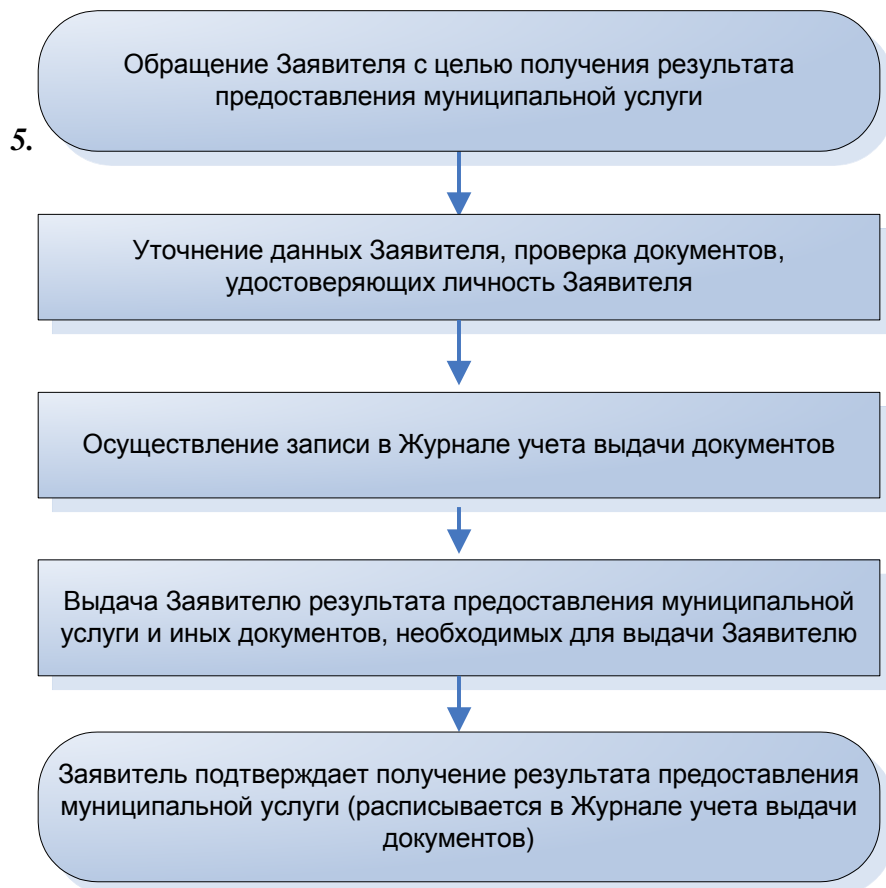 Обращение Заявителя с целью получения результата
предоставления муниципальной услуги
5.
Уточнение данных Заявителя, проверка документов,
удостоверяющих личность Заявителя
Осуществление записи в Журнале учета выдачи документов
Выдача Заявителю результата предоставления муниципальной
услуги и иных документов, необходимых для выдачи Заявителю
Заявитель подтверждает получение результата предоставления
муниципальной услуги (расписывается в Журнале учета выдачи
документов)